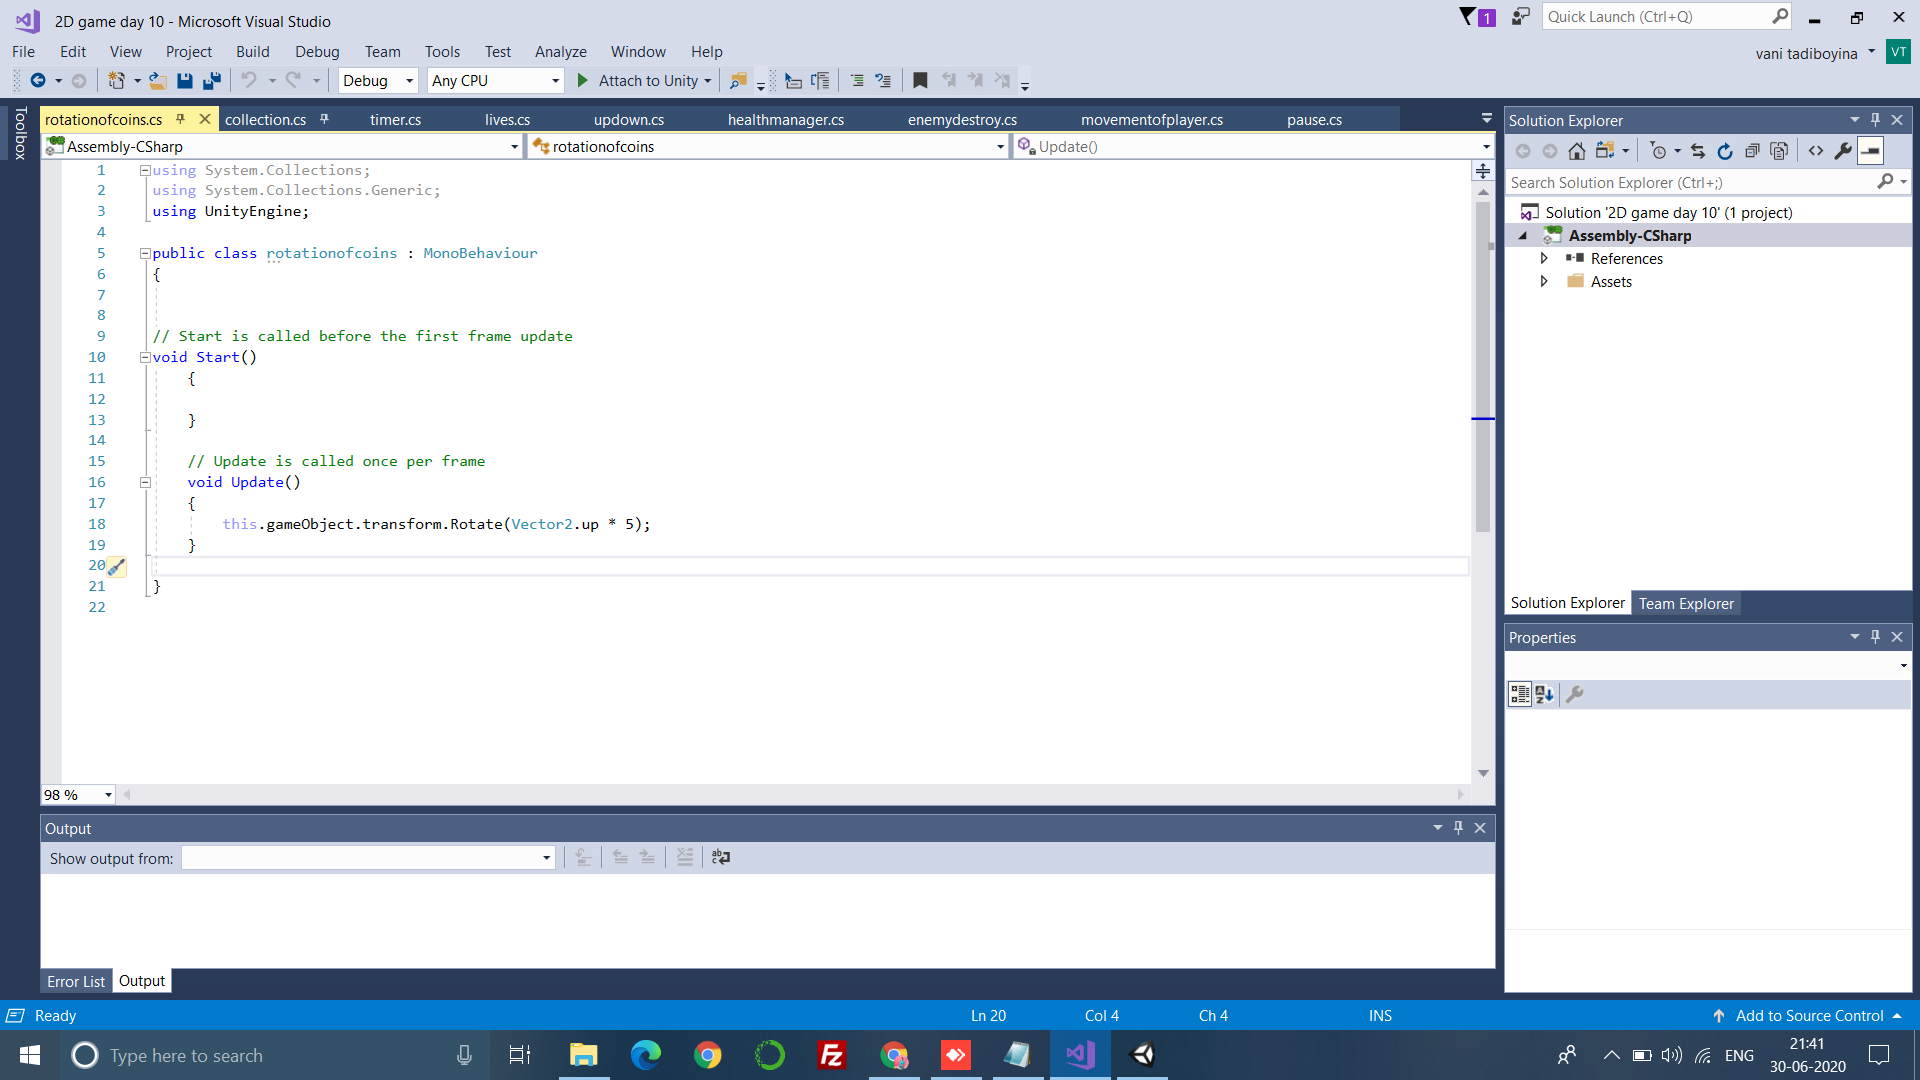 2D game day 10 - Microsoft Visual Studio
1
Quick Launch (Ctrl+Q)
File Edit View Project Build Debug Team Tools Test Analyze Window Help
vani tadiboyina
VT
Debug Any CPU Attach to Unity
Toolbox
rotationofcoins.cs collection.cs timer.cs lives.cs updown.cs healthmanager.cs enemydestroy.cs movementofplayer.cs pause.cs
Assembly-CSharp rotationofcoins Update()
1 using System.Collections;
2 using System.Collections.Generic;
3 using UnityEngine;
4
5 public class rotationofcoins : MonoBehaviour
6 {
7
8
9 // Start is called before the first frame update
10 void Start()
11 {
12
13 }
14
15 // Update is called once per frame
16 void Update()
17 {
18 this.gameObject.transform.Rotate(Vector2.up * 5);
19 }
20
21 }
22
98 %
Output
Show output from:
Error List Output
Solution Explorer
Search Solution Explorer (Ctrl+;)
Solution '2D game day 10' (1 project)
Assembly-CSharp
References
Assets
Solution Explorer Team Explorer
Properties
Ready Ln 20 Col 4 Ch 4 INS Add to Source Control
Type here to search
ENG
21:41
30-06-2020